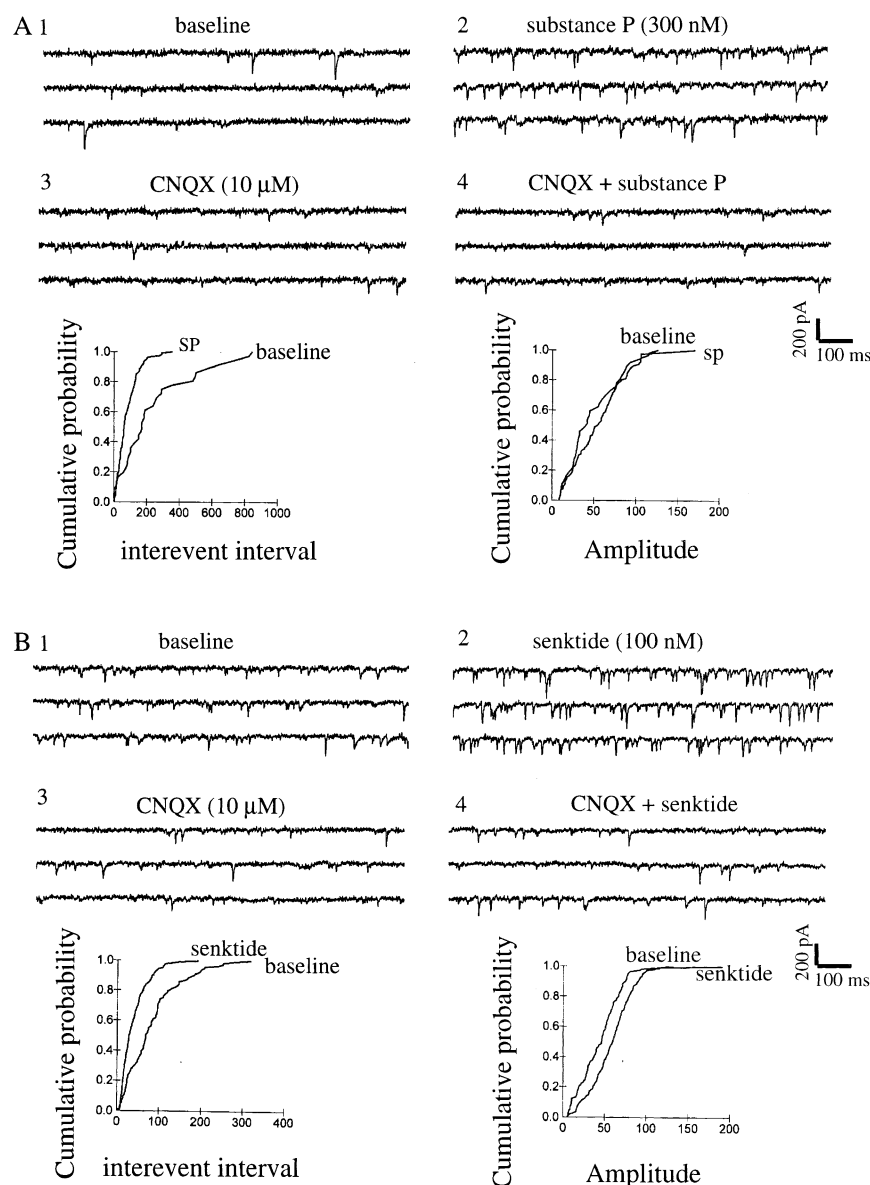 A 1 baseline
2 substance P (300 nM)
3 CNQX (10 µM)
4 CNQX + substance P
200 pA
100 ms
Cumulative probability
1.0
0.8
0.6
0.4
0.2
0.0
SP
baseline
0 200 400 600 800 1000
interevent interval
Cumulative probability
1.0
0.8
0.6
0.4
0.2
0.0
baseline
sp
0 50 100 150 200
Amplitude
B 1 baseline
2 senktide (100 nM)
3 CNQX (10 µM)
4 CNQX + senktide
200 pA
100 ms
Cumulative probability
1.0
0.8
0.6
0.4
0.2
0.0
senktide
baseline
0 100 200 300 400
interevent interval
Cumulative probability
1.0
0.8
0.6
0.4
0.2
0.0
baseline
senktide
0 50 100 150 200
Amplitude